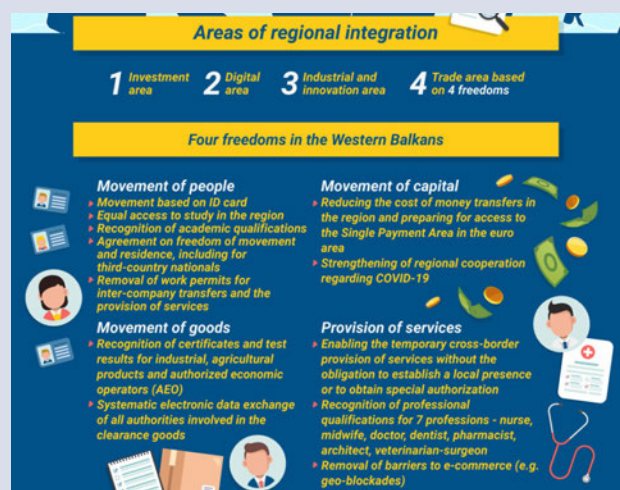 Areas of regional integration
1 Investment area
2 Digital area
3 Industrial and innovation area
4 Trade area based on 4 freedoms
Four freedoms in the Western Balkans
Movement of people
Movement based on ID card
Equal access to study in the region
Recognition of academic qualifications
Agreement on freedom of movement
and residence, including for
third-country nationals
Removal of work permits for
inter-company transfers and the
provision of services
Movement of capital
Reducing the cost of money transfers in
the region and preparing for access to
the Single Payment Area in the euro
area
Strengthening of regional cooperation
regarding COVID-19
Movement of goods
Recognition of certificates and test
results for industrial, agricultural
products and authorized economic
operators (AEO)
Systematic electronic data exchange
of all authorities involved in the
clearance goods
Provision of services
Enabling the temporary cross-border
provision of services without the
obligation to establish a local presence
or to obtain special authorization
Recognition of professional
qualifications for 7 professions - nurse,
midwife, doctor, dentist, pharmacist,
architect, veterinarian-surgeon
Removal of barriers to e-commerce (e.g.
geo-blockades)